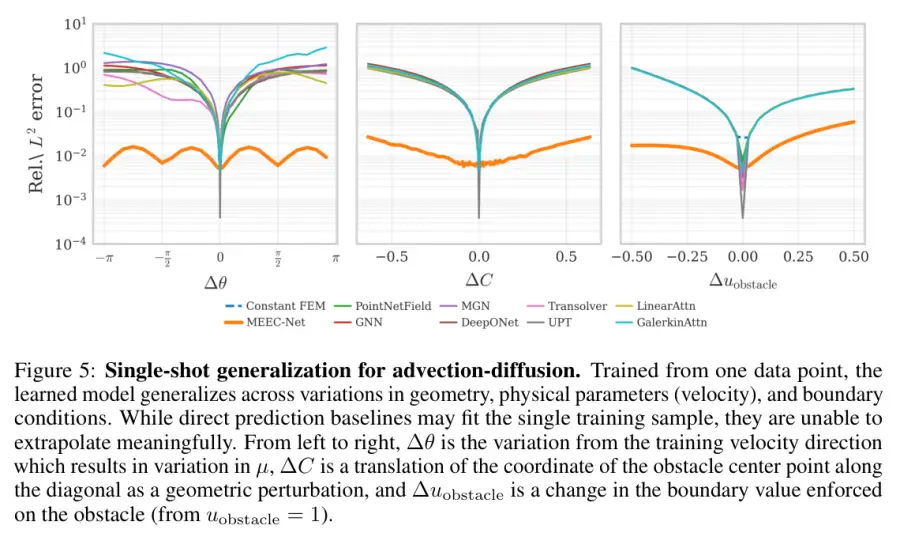 10¹
10⁰
10⁻¹
10⁻²
10⁻³
10⁻⁴
Rel.\ L² error
−π −π/2 0 π/2 π
Δθ
−0.5 0.0 0.5
ΔC
−0.50 −0.25 0.00 0.25 0.50
Δu_obstacle
Constant FEM PointNetField MGN Transolver LinearAttn
MEEC-Net GNN DeepONet UPT GalerkinAttn
Figure 5: Single-shot generalization for advection-diffusion. Trained from one data point, the
learned model generalizes across variations in geometry, physical parameters (velocity), and boundary
conditions. While direct prediction baselines may fit the single training sample, they are unable to
extrapolate meaningfully. From left to right, Δθ is the variation from the training velocity direction
which results in variation in μ, ΔC is a translation of the coordinate of the obstacle center point along
the diagonal as a geometric perturbation, and Δu_obstacle is a change in the boundary value enforced
on the obstacle (from u_obstacle = 1).